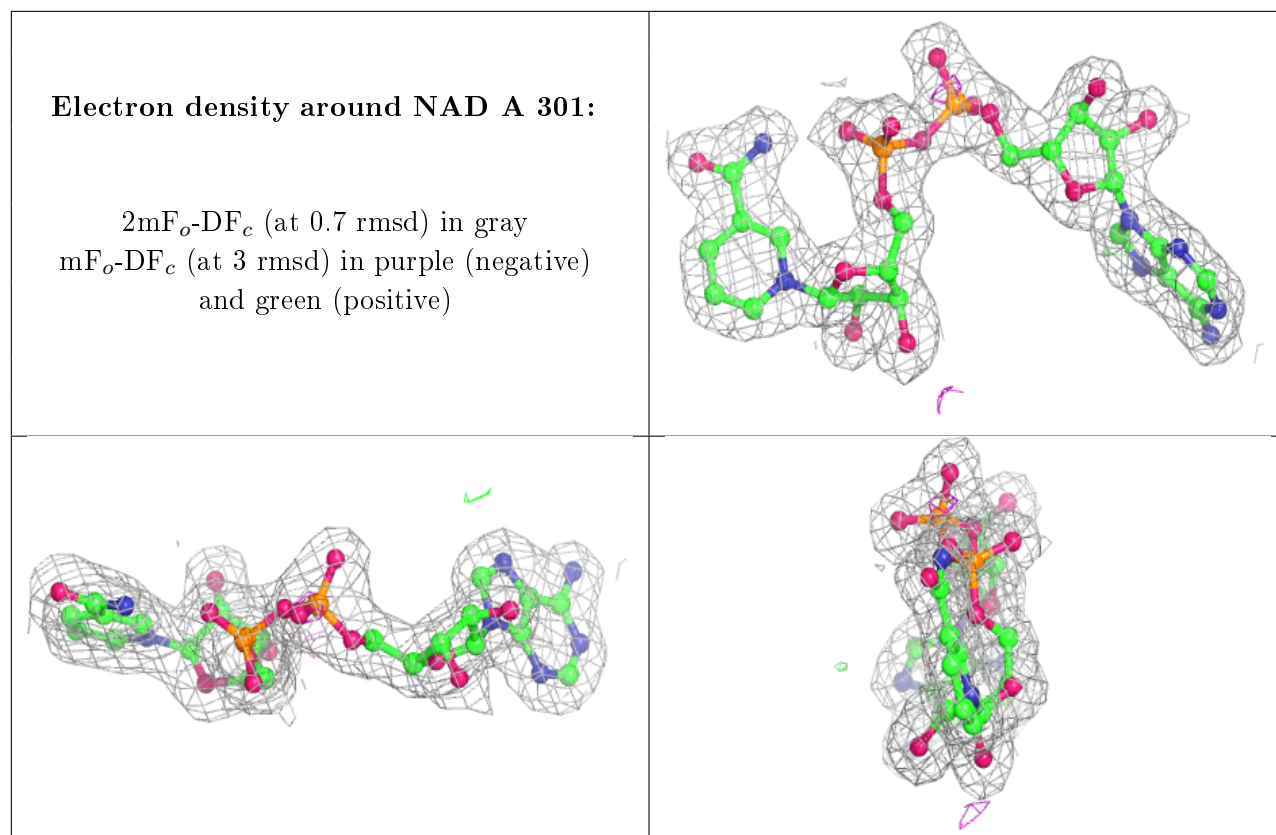 Electron density around NAD A 301:
2mFo-DFc (at 0.7 rmsd) in gray
mFo-DFc (at 3 rmsd) in purple (negative)
and green (positive)